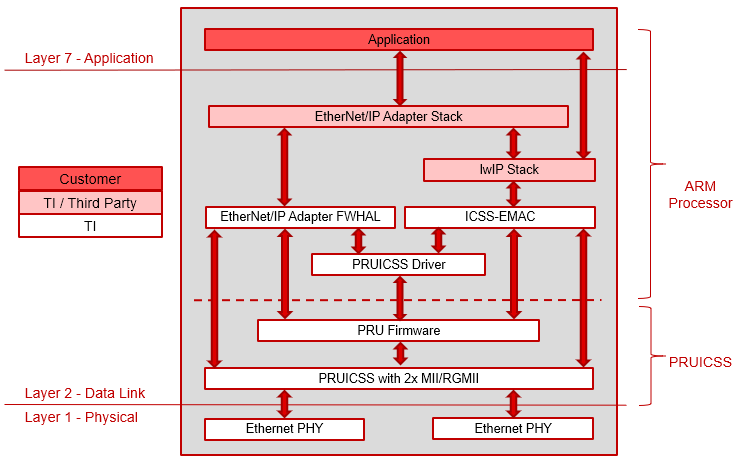 Application
Layer 7 - Application
EtherNet/IP Adapter Stack
lwIP Stack
Customer
TI / Third Party
TI
ARM
Processor
EtherNet/IP Adapter FWHAL
ICSS-EMAC
PRUICSS Driver
PRU Firmware
PRUICSS
PRUICSS with 2x MII/RGMII
Layer 2 - Data Link
Layer 1 - Physical
Ethernet PHY
Ethernet PHY